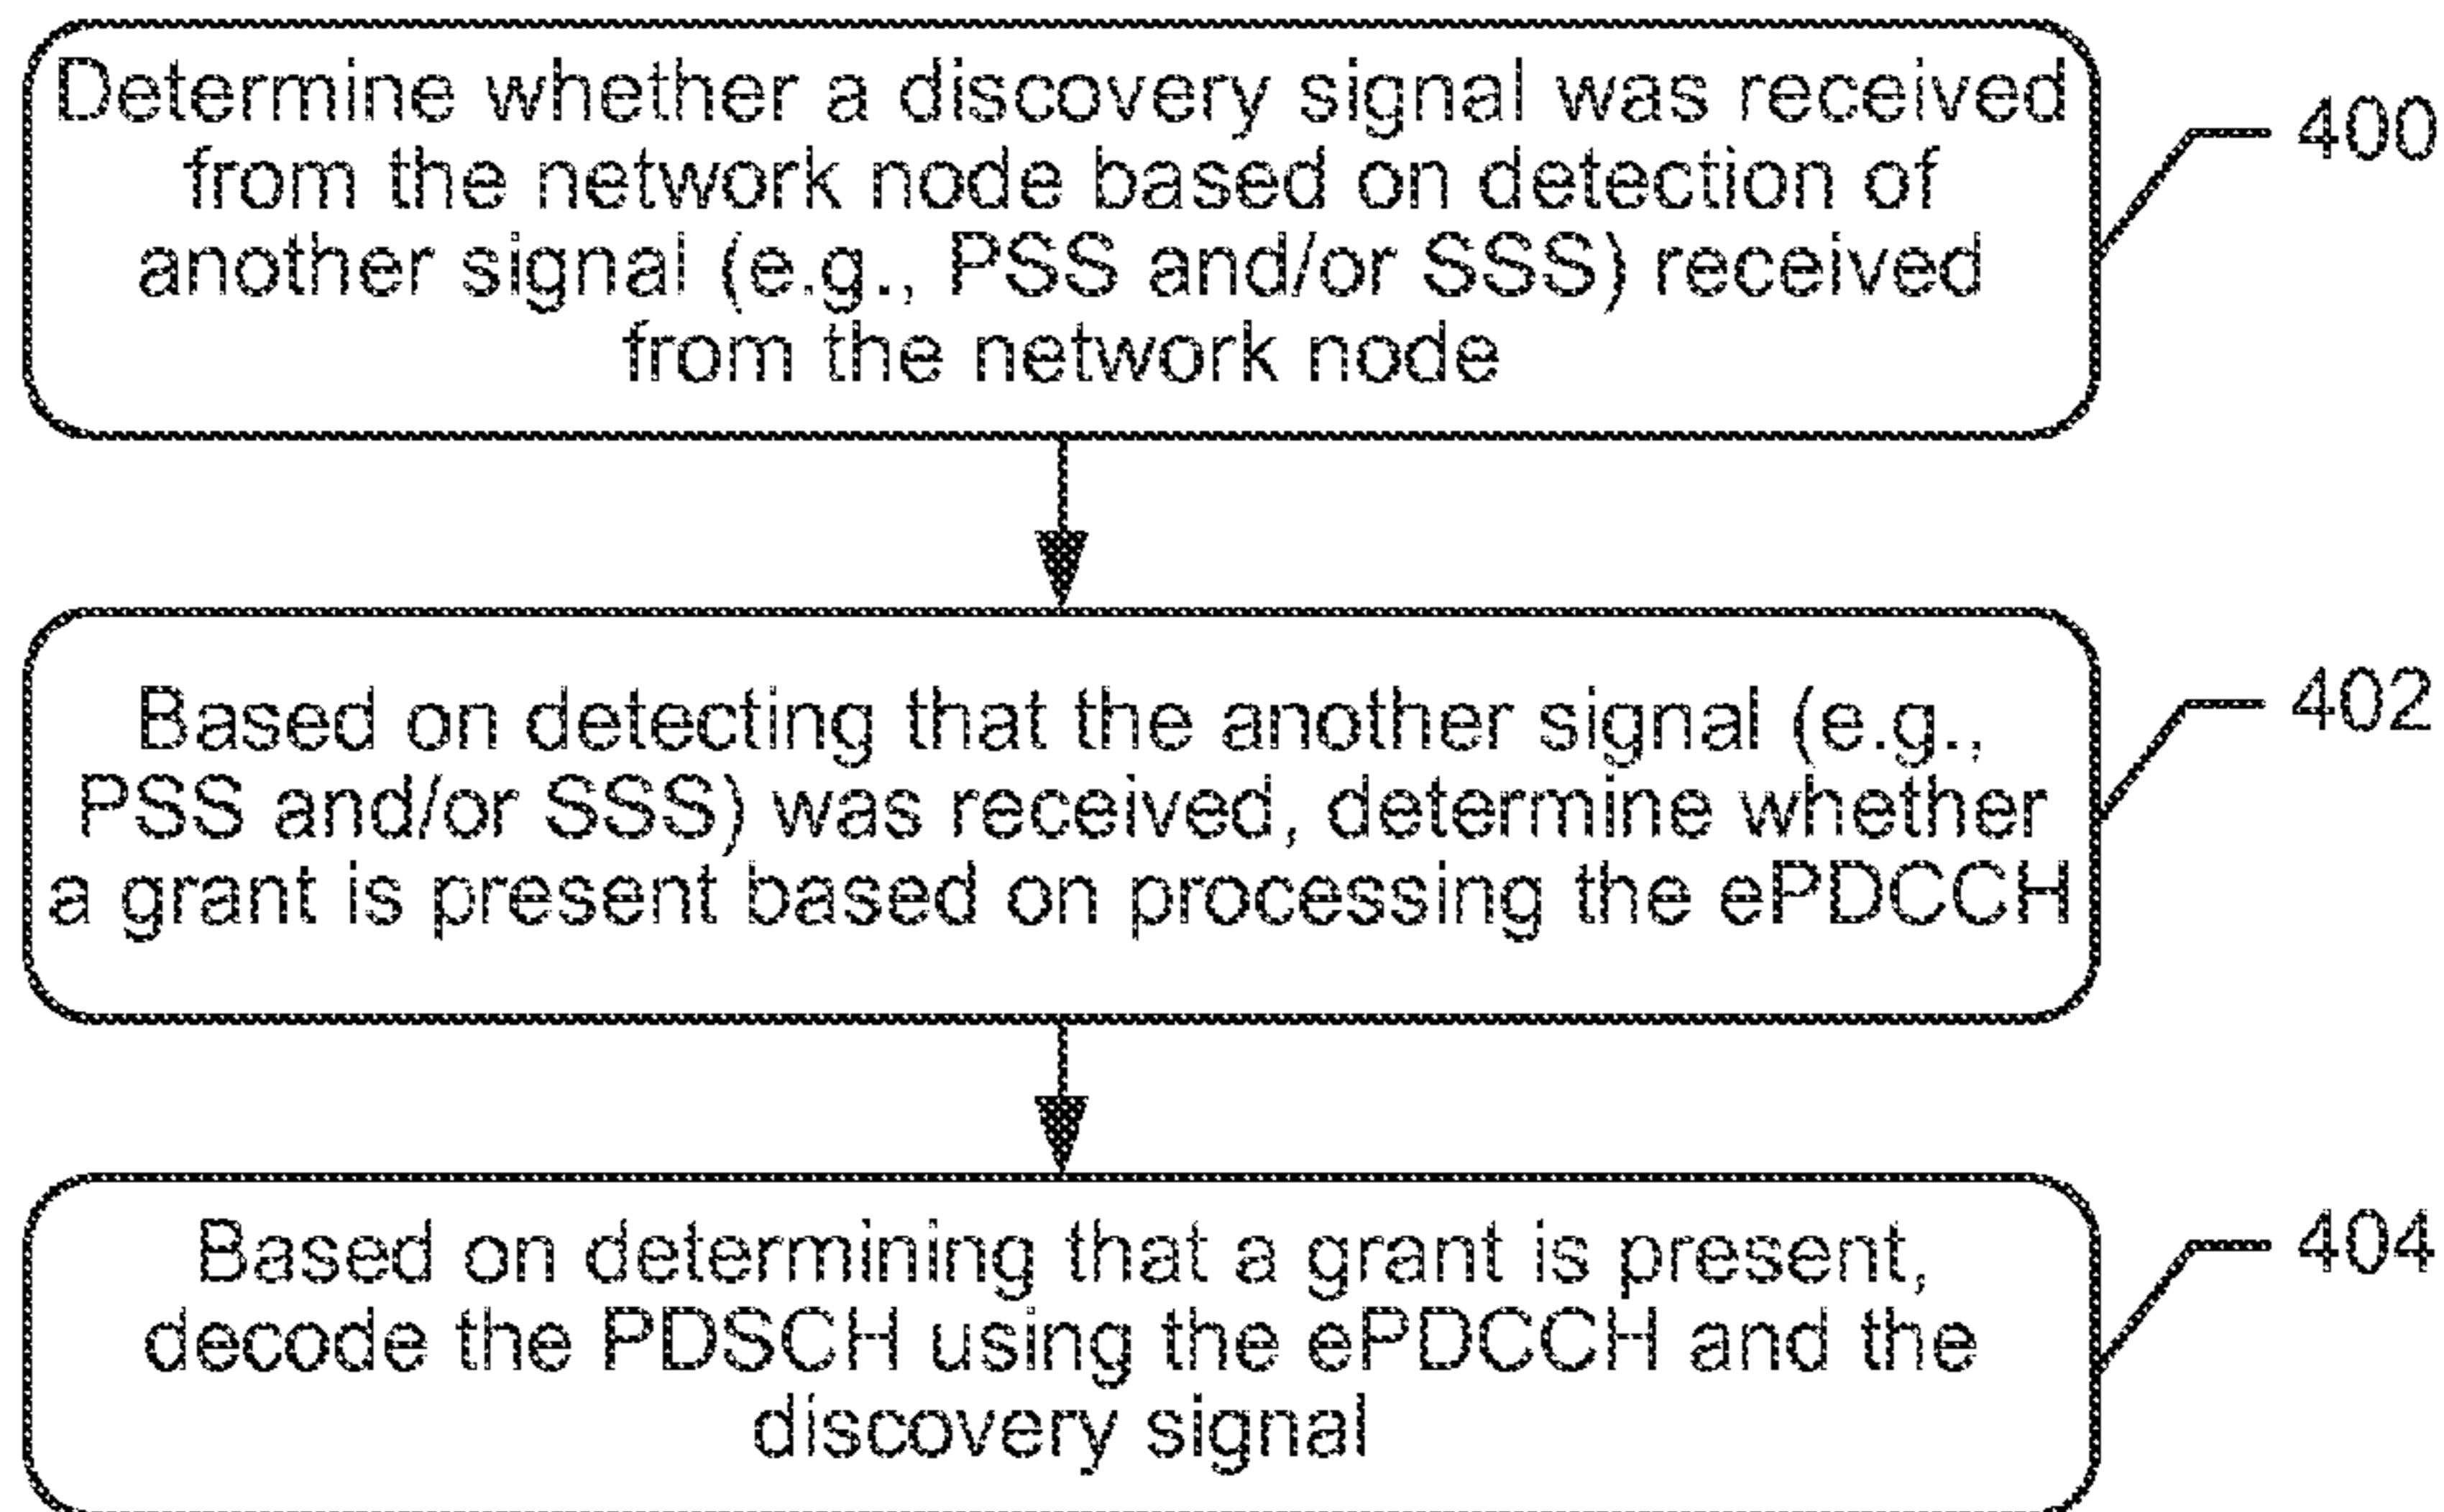 Determine whether a discovery signal was received
from the network node based on detection of
another signal (e.g., PSS and/or SSS) received
from the network node
400
Based on detecting that the another signal (e.g.,
PSS and/or SSS) was received, determine whether
a grant is present based on processing the ePDCCH
402
Based on determining that a grant is present,
decode the PDSCH using the ePDCCH and the
discovery signal
404